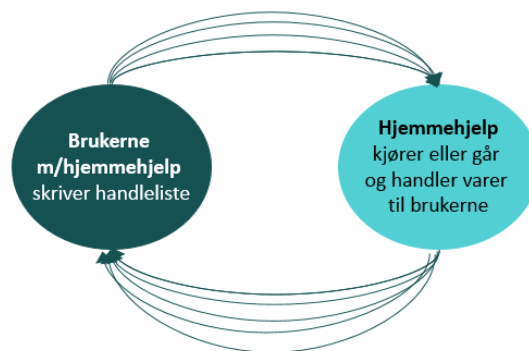 Brukerne
m/hjemmehjelp
skriver handleliste
Hjemmehjelp
kjører eller går
og handler varer
til brukerne